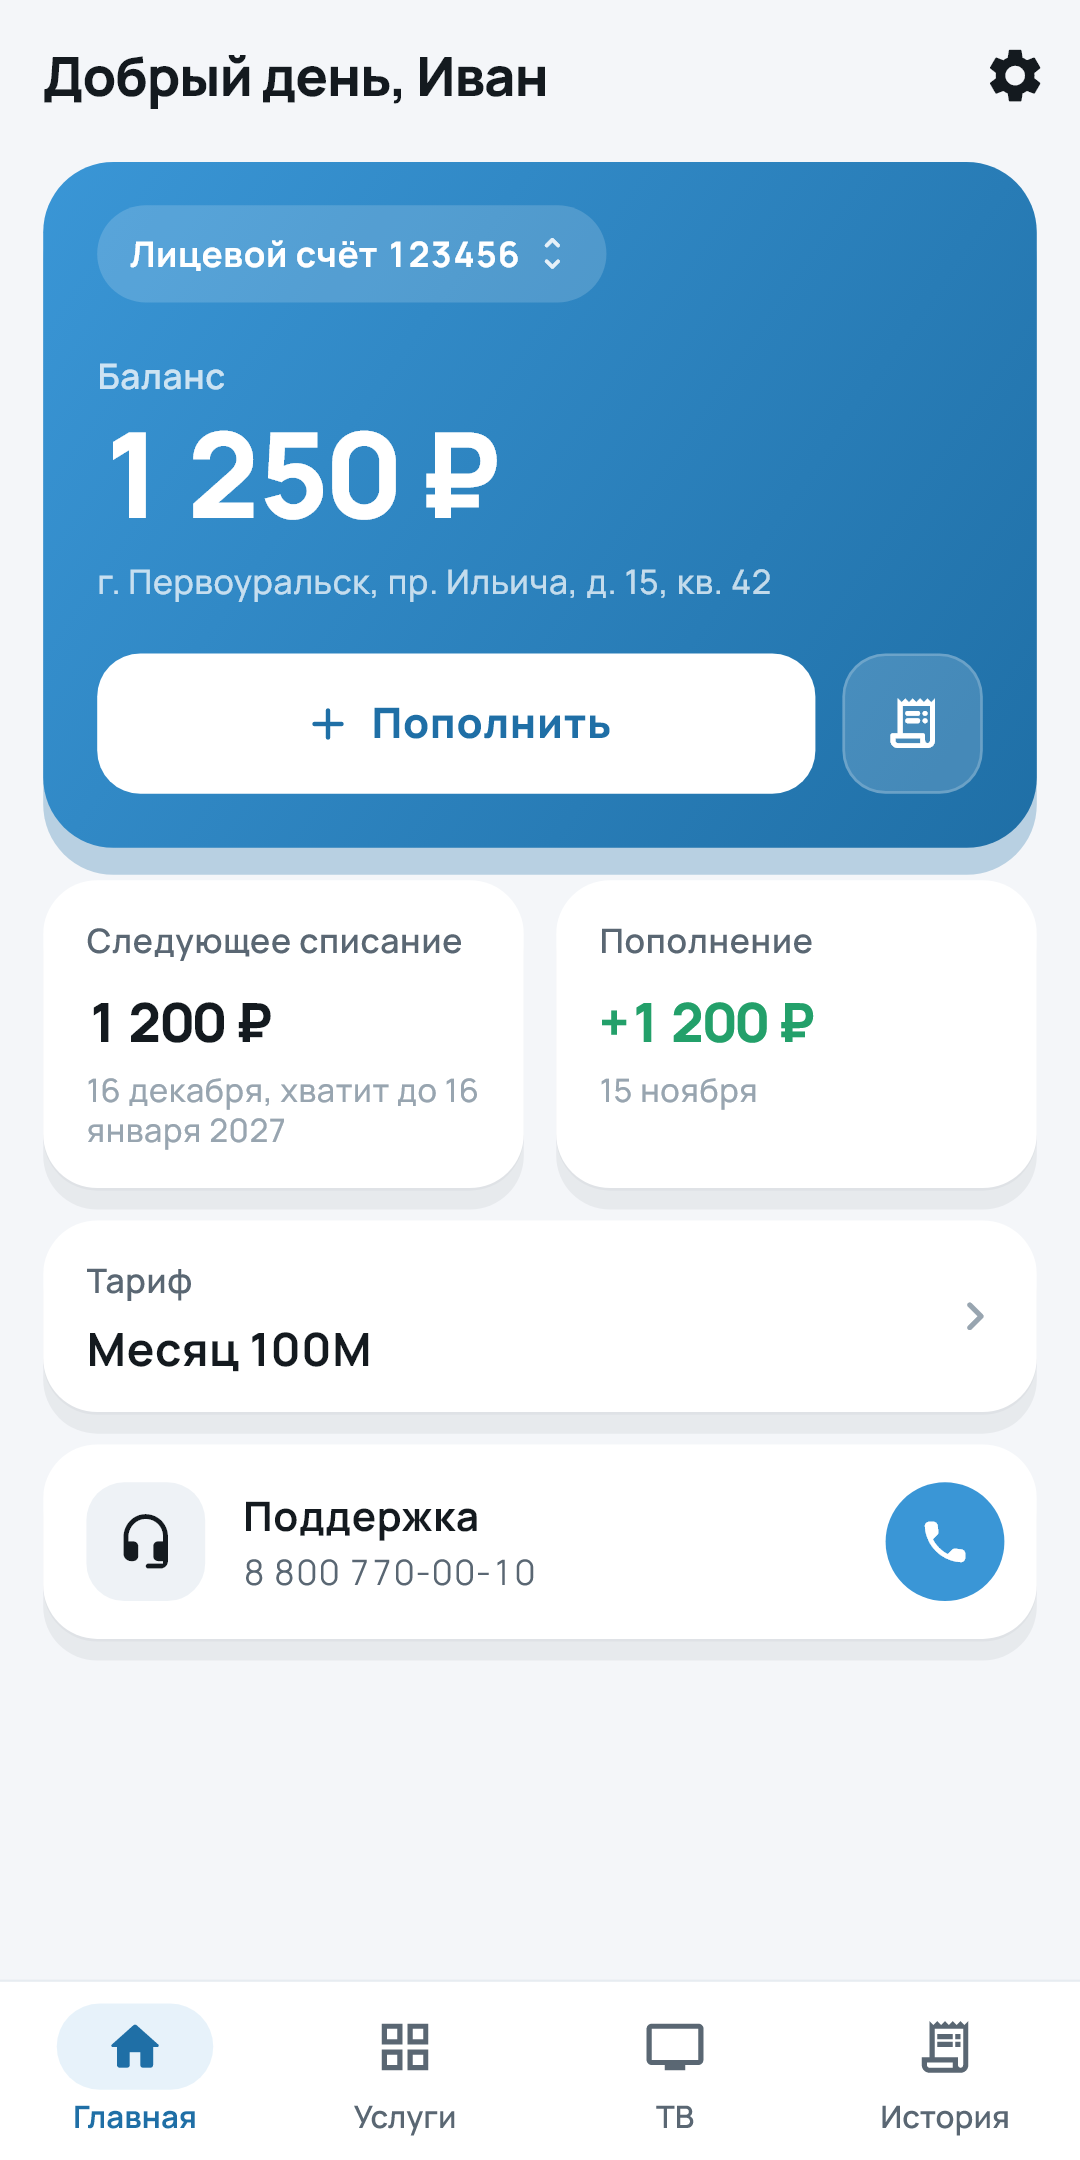 Добрый день, Иван
Лицевой счёт 123456
Баланс
1 250 ₽
г. Первоуральск, пр. Ильича, д. 15, кв. 42
Пополнить
Следующее списание
1 200 ₽
16 декабря, хватит до 16
января 2027
Пополнение
+1 200 ₽
15 ноября
Тариф
Месяц 100М
Поддержка
8 800 770-00-10
Главная
Услуги
ТВ
История